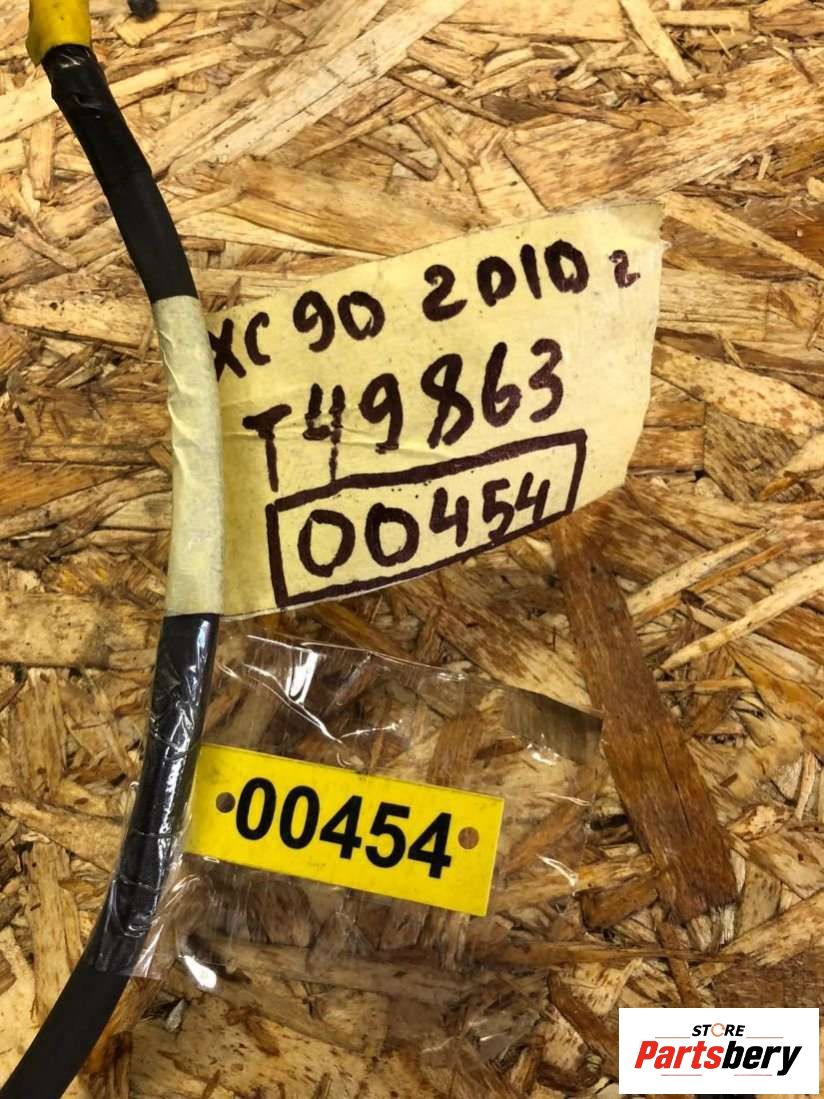 XC 90 2010 г
T49863
00454
00454
STORE
Partsbery